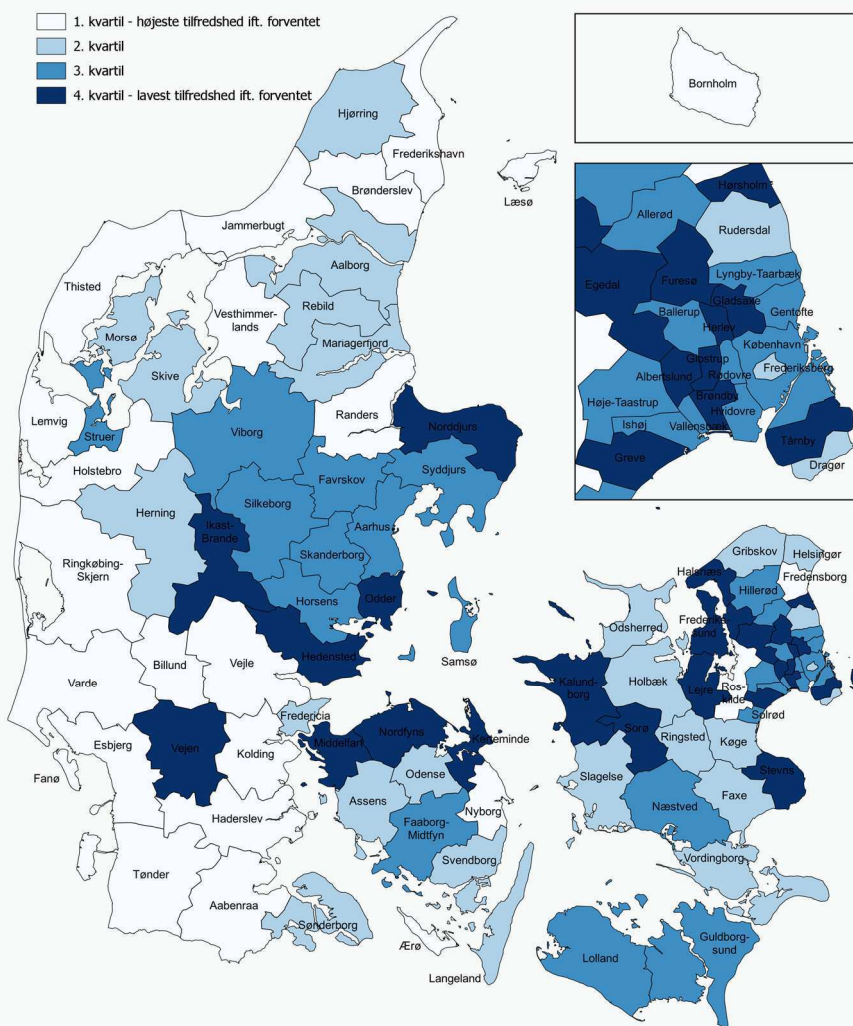 1. kvartil - højeste tilfredshed ift. forventet
2. kvartil
3. kvartil
4. kvartil - lavest tilfredshed ift. forventet
Hjørring
Frederikshavn
Brønderslev
Læsø
Jammerbugt
Aalborg
Thisted
Vesthimmer-
lands
Rebild
Morsø
Mariagerfjord
Skive
Randers
Lemvig
Struer
Viborg
Norddjurs
Holstebro
Favrskov
Syddjurs
Herning
Silkeborg
Ikast-
Brande
Aarhus
Skanderborg
Ringkøbing-
Skjern
Horsens
Odder
Hedensted
Samsø
Billund
Vejle
Varde
Fredericia
Middelfart
Nordfyns
Kerteminde
Esbjerg
Vejen
Kolding
Fanø
Odense
Assens
Nyborg
Haderslev
Faaborg-
Midtfyn
Svendborg
Tønder
Aabenraa
Sønderborg
Ærø
Langeland
Bornholm
Hørsholm
Allerød
Rudersdal
Egedal
Furesø
Lyngby-Taarbæk
Gladsaxe
Ballerup
Gentofte
Herlev
København
Glostrup
Frederiksberg
Albertslund
Rødovre
Høje-Taastrup
Brøndby
Hvidovre
Ishøj
Vallensbæk
Greve
Tårnby
Dragør
Gribskov
Helsingør
Halsnæs
Fredensborg
Hillerød
Odsherred
Frederiks-
sund
Kalund-
borg
Holbæk
Lejre
Ros-
kilde
Solrød
Sorø
Ringsted
Køge
Slagelse
Stevns
Næstved
Faxe
Vordingborg
Guldborg-
sund
Lolland